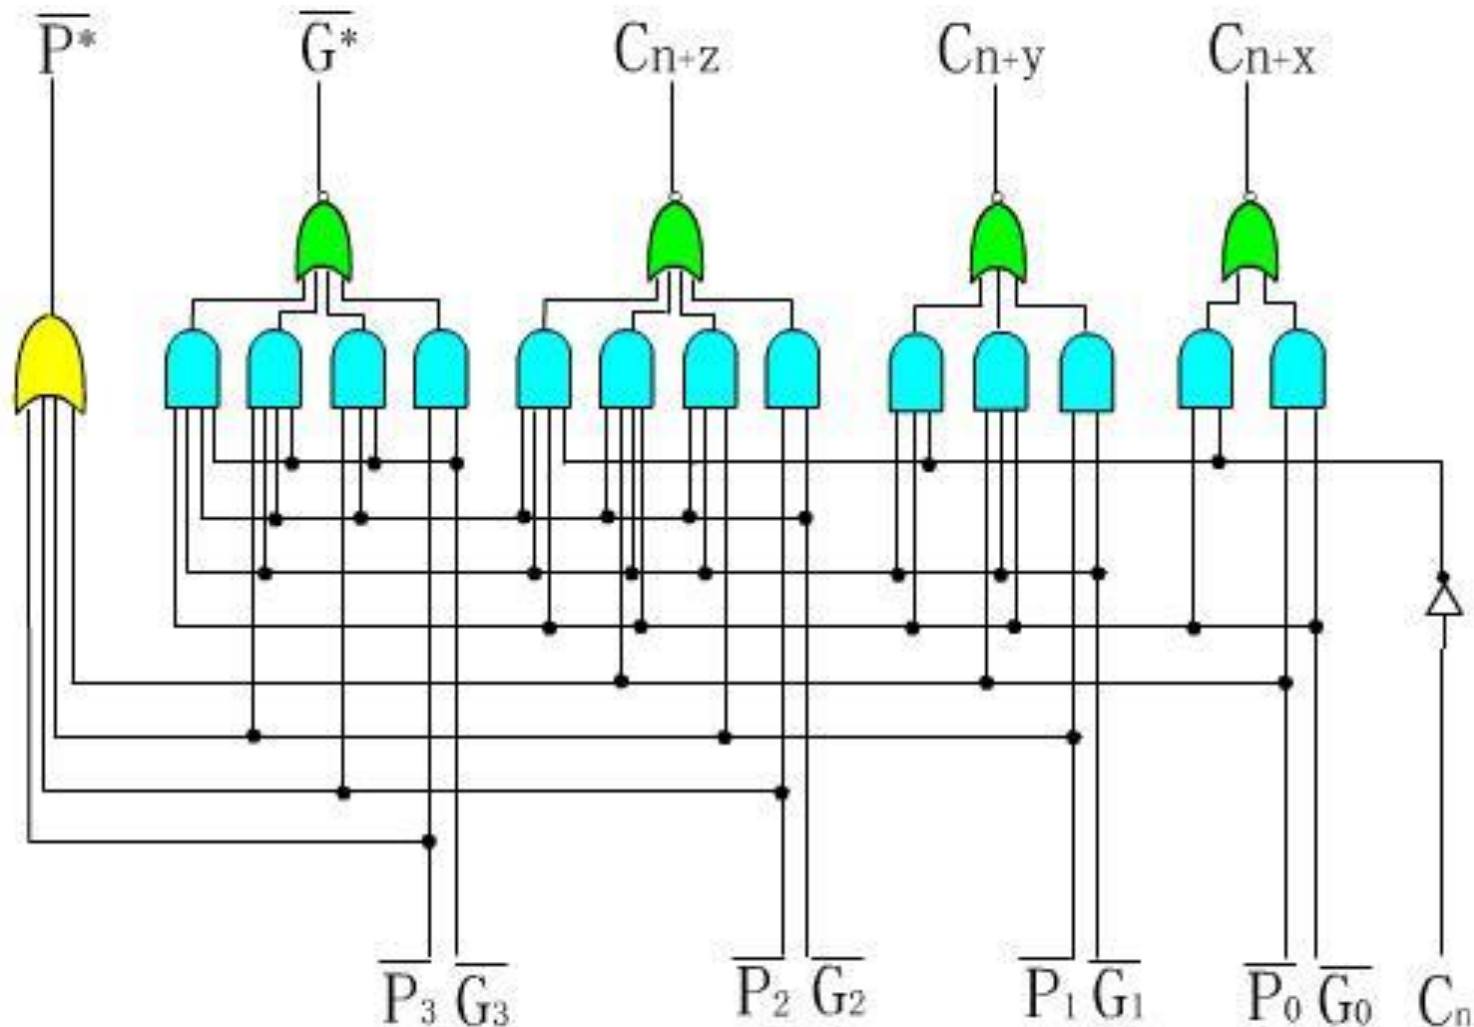 P̅*̅ G̅*̅ Cn+z Cn+y Cn+x
P̅3 G̅3 P̅2 G̅2 P̅1 G̅1 P̅0 G̅0 Cn